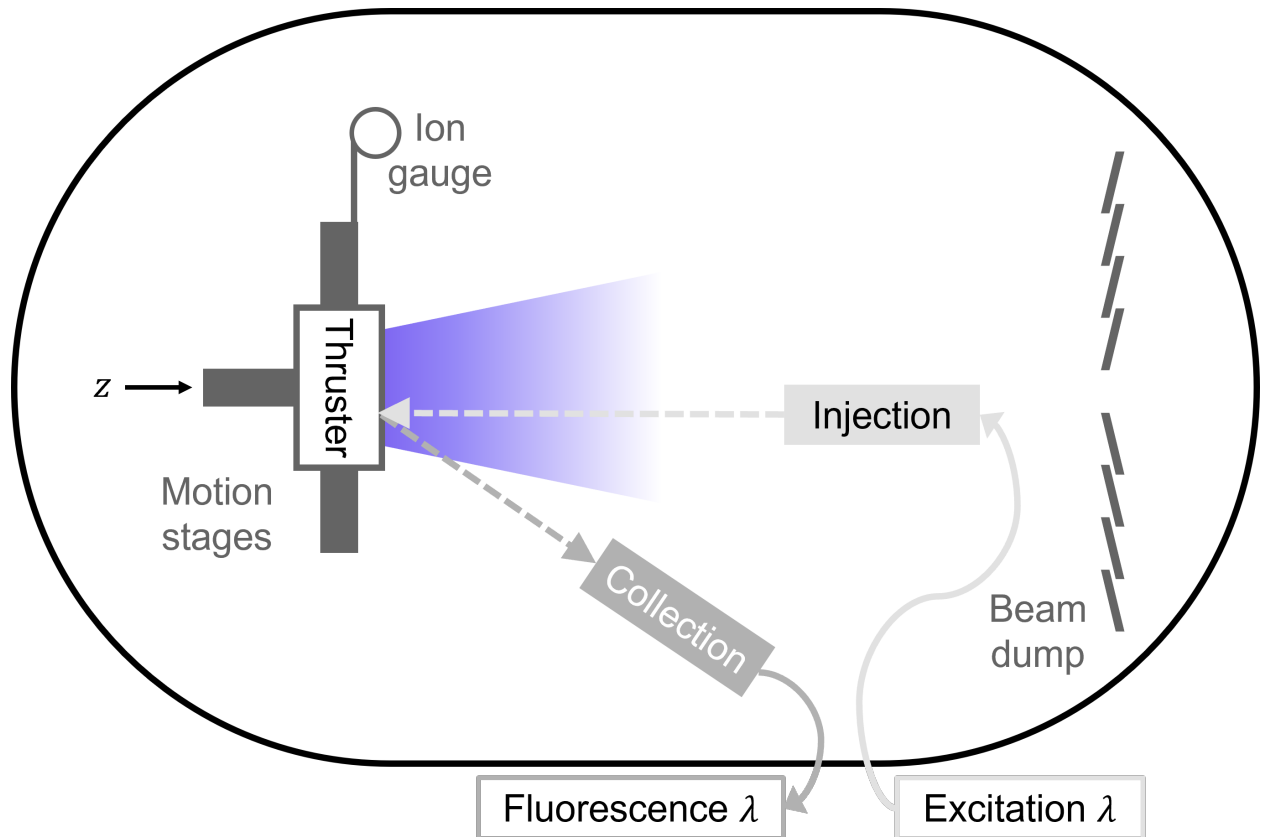 Ion
gauge
z
Thruster
Injection
Motion
stages
Collection
Beam
dump
Fluorescence λ
Excitation λ